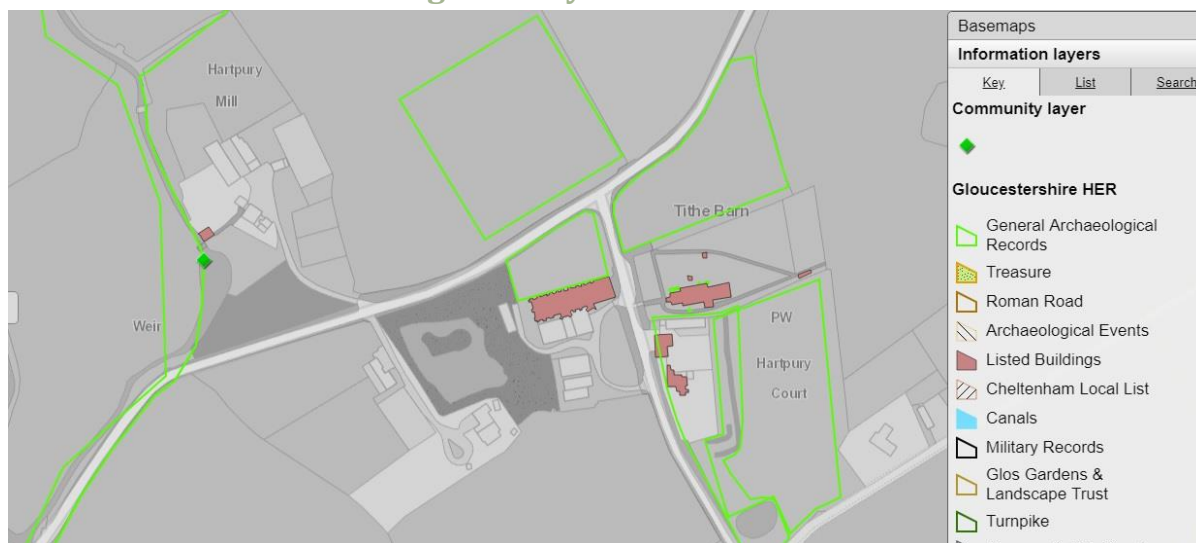 Hartpury
Mill
Weir
Tithe Barn
PW
Hartpury
Court
Basemaps
Information layers
Key List Search
Community layer
Gloucestershire HER
General Archaeological
Records
Treasure
Roman Road
Archaeological Events
Listed Buildings
Cheltenham Local List
Canals
Military Records
Glos Gardens &
Landscape Trust
Turnpike